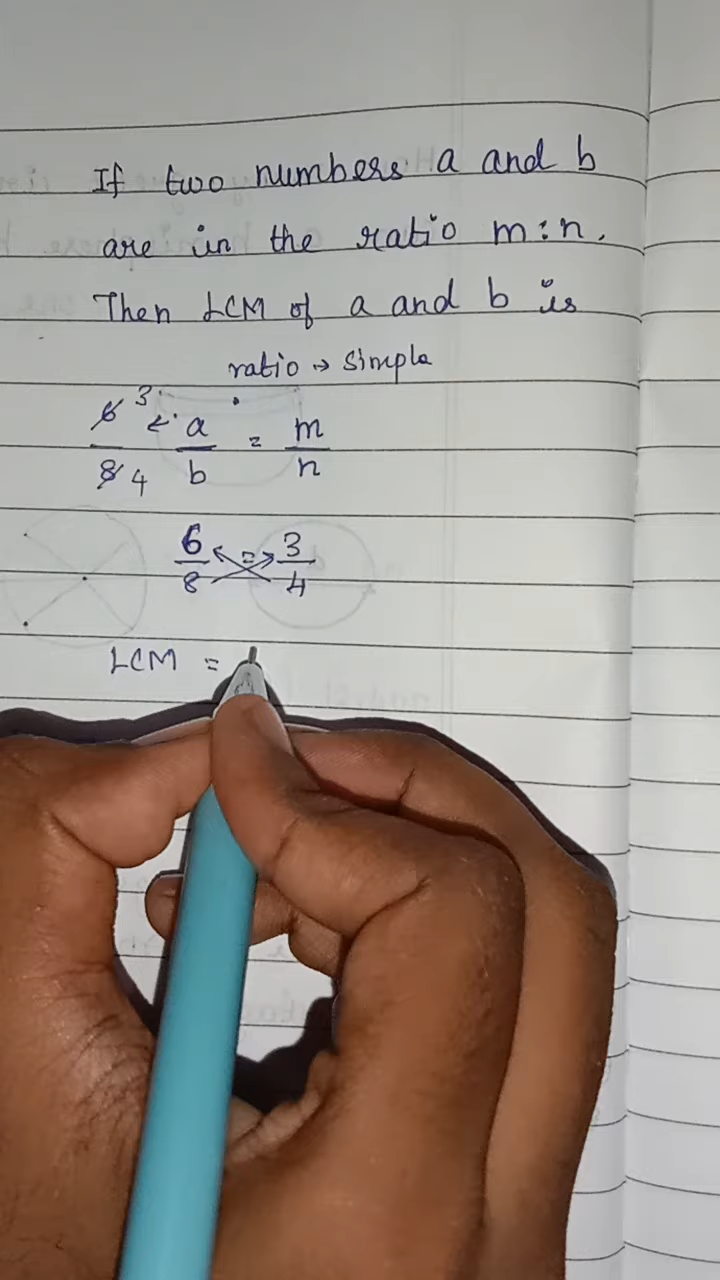 If two numbers a and b
are in the ratio m:n.
Then LCM of a and b is
ratio → Simple
6 3 ← a/b = m/n
8 4
6/8 = 3/4
LCM =